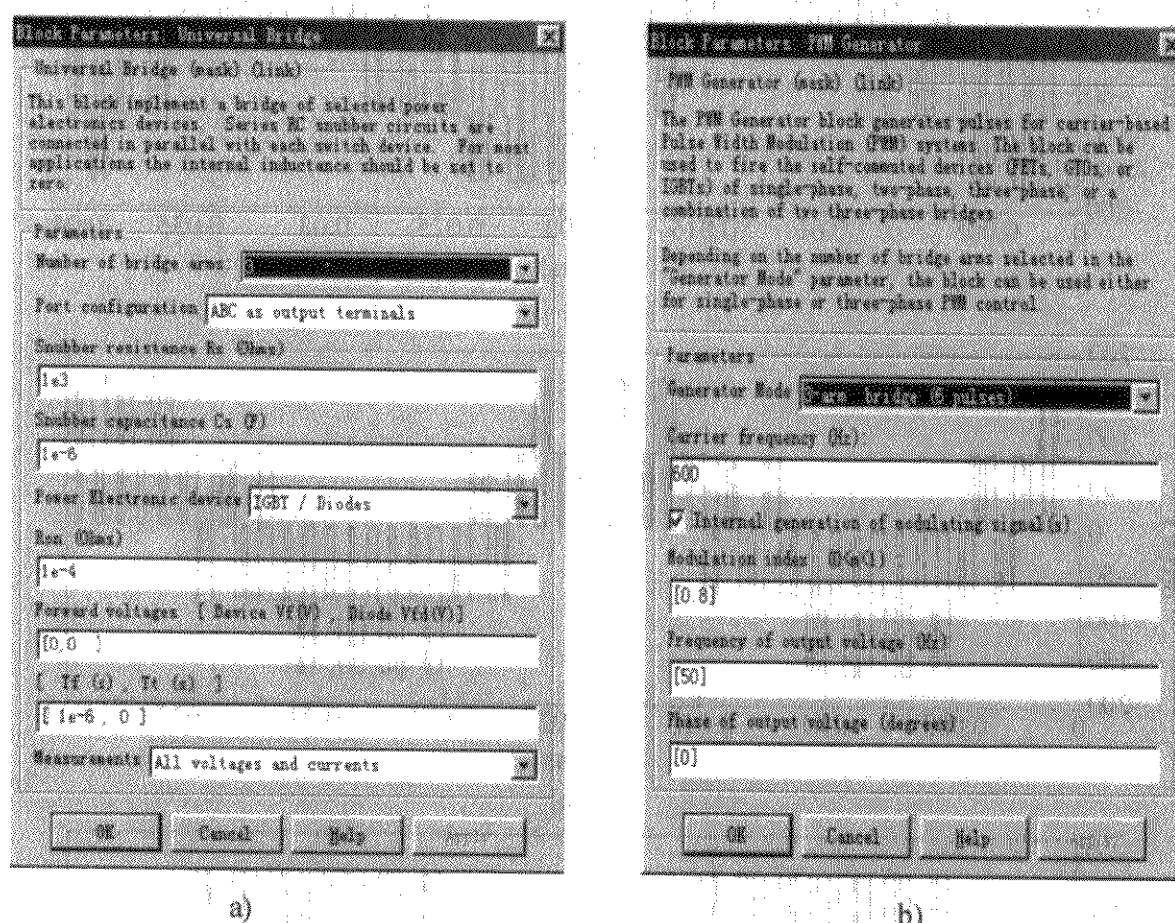 Block Parameters: Universal Bridge
Universal Bridge (mask) (link)
This block implement a bridge of selected power
electronics devices. Series RC snubber circuits are
connected in parallel with each switch device. For most
applications the internal inductance should be set to
zero.
Parameters
Number of bridge arms: 3
Port configuration ABC as output terminals
Snubber resistance Rs (Ohms)
1e3
Snubber capacitance Cs (F)
1e-6
Power Electronic device IGBT / Diodes
Ron (Ohms)
1e-4
Forward voltages [ Device Vf(V) , Diode Vfd(V)]
[0,0 ]
[ Tf (s) , Tt (s) ]
[ 1e-6 , 0 ]
Measurements All voltages and currents
OK Cancel Help Apply
a)
Block Parameters: PWM Generator
PWM Generator (mask) (link)
The PWM Generator block generates pulses for carrier-based
Pulse Width Modulation (PWM) systems. The block can be
used to fire the self-commuted devices (FETs, GTOs, or
IGBTs) of single-phase, two-phase, three-phase, or a
combination of two three-phase bridges.
Depending on the number of bridge arms selected in the
"Generator Mode" parameter, the block can be used either
for single-phase or three-phase PWM control.
Parameters
Generator Mode 3-arm bridge (6 pulses)
Carrier frequency (Hz)
600
Internal generation of modulating signal(s)
Modulation index (0<m<1)
[0.8]
Frequency of output voltage (Hz)
[50]
Phase of output voltage (degrees)
[0]
OK Cancel Help Apply
b)